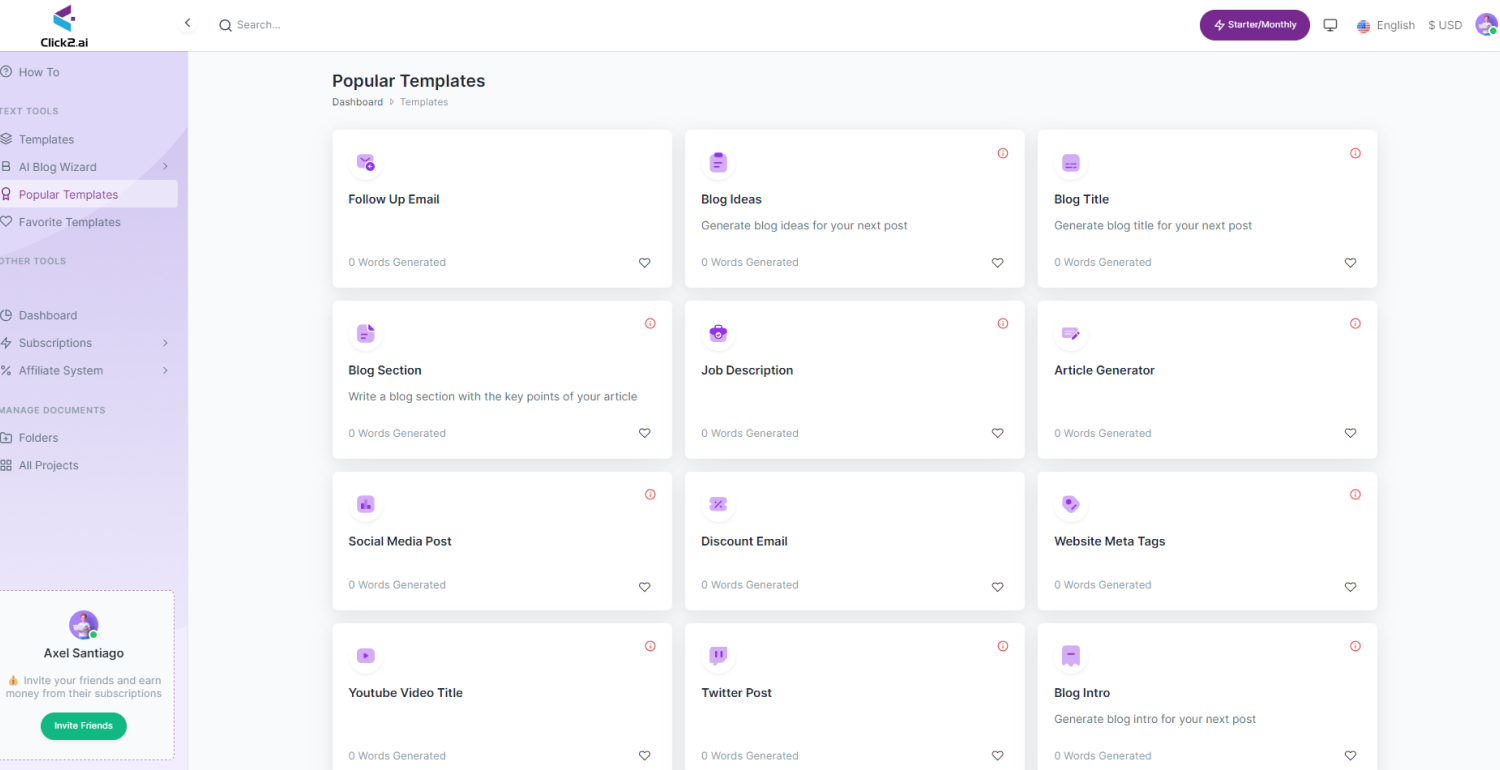 Click2.ai
Search...
Starter/Monthly
English
$ USD
How To
TEXT TOOLS
Templates
AI Blog Wizard
Popular Templates
Favorite Templates
OTHER TOOLS
Dashboard
Subscriptions
Affiliate System
MANAGE DOCUMENTS
Folders
All Projects
Axel Santiago
Invite your friends and earn
money from their subscriptions
Invite Friends
Popular Templates
Dashboard Templates
Follow Up Email
0 Words Generated
Blog Ideas
Generate blog ideas for your next post
0 Words Generated
Blog Title
Generate blog title for your next post
0 Words Generated
Blog Section
Write a blog section with the key points of your article
0 Words Generated
Job Description
0 Words Generated
Article Generator
0 Words Generated
Social Media Post
0 Words Generated
Discount Email
0 Words Generated
Website Meta Tags
0 Words Generated
Youtube Video Title
0 Words Generated
Twitter Post
0 Words Generated
Blog Intro
Generate blog intro for your next post
0 Words Generated